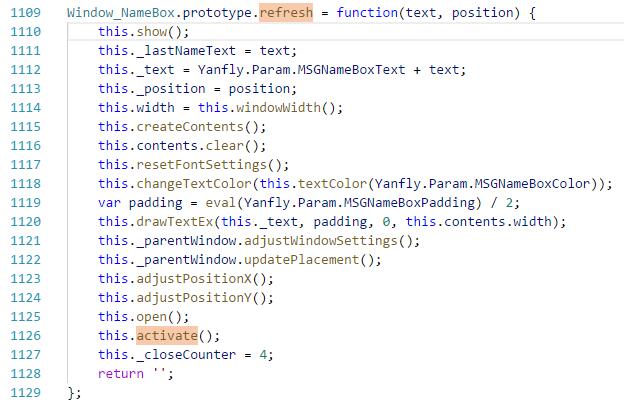 1109 Window_NameBox.prototype.refresh = function(text, position) {
1110 this.show();
1111 this._lastNameText = text;
1112 this._text = Yanfly.Param.MSGNameBoxText + text;
1113 this._position = position;
1114 this.width = this.windowWidth();
1115 this.createContents();
1116 this.contents.clear();
1117 this.resetFontSettings();
1118 this.changeTextColor(this.textColor(Yanfly.Param.MSGNameBoxColor));
1119 var padding = eval(Yanfly.Param.MSGNameBoxPadding) / 2;
1120 this.drawTextEx(this._text, padding, 0, this.contents.width);
1121 this._parentWindow.adjustWindowSettings();
1122 this._parentWindow.updatePlacement();
1123 this.adjustPositionX();
1124 this.adjustPositionY();
1125 this.open();
1126 this.activate();
1127 this._closeCounter = 4;
1128 return '';
1129 };